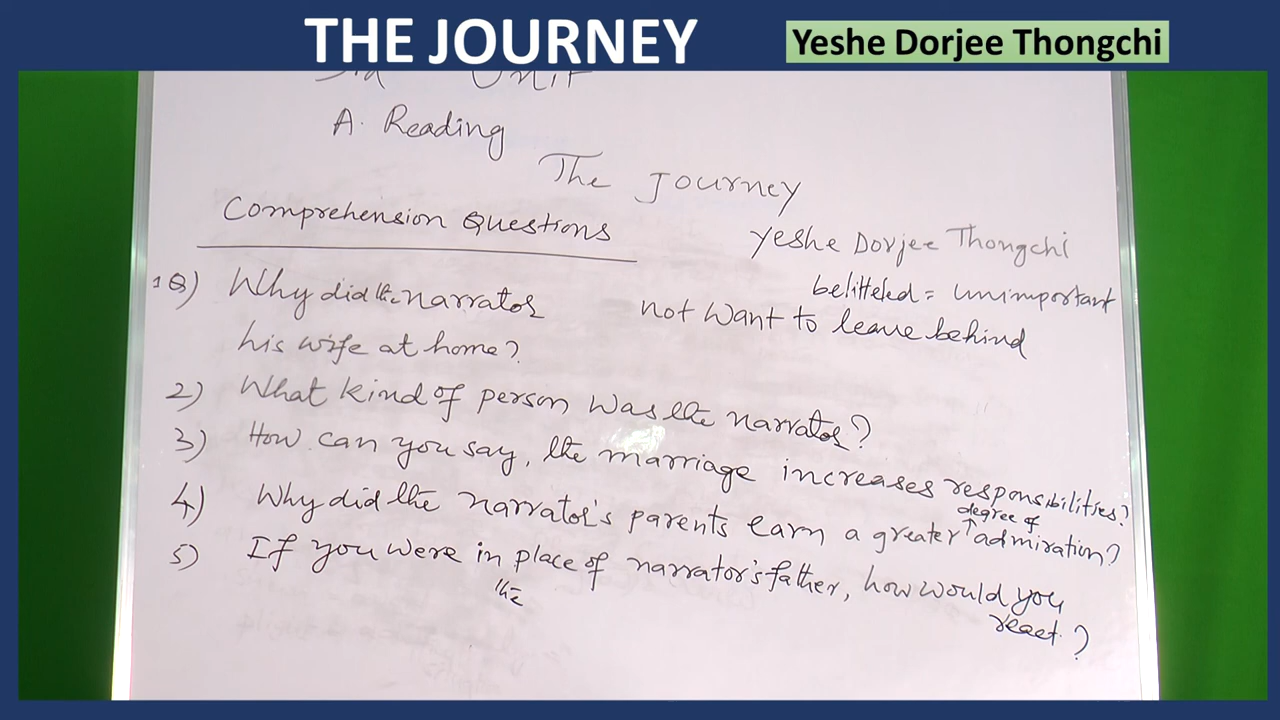 THE JOURNEY
Yeshe Dorjee Thongchi
3rd Unit
A. Reading
The Journey
Comprehension Questions
Yeshe Dorjee Thongchi
belitteled = unimportant
1Q) Why did the narrator not want to leave behind
his wife at home?
2) What kind of person was the narrator?
3) How can you say, the marriage increases responsibilities?
4) Why did the narrator's parents earn a greater degree of admiration?
5) If you were in the place of narrator's father, how would you
react?